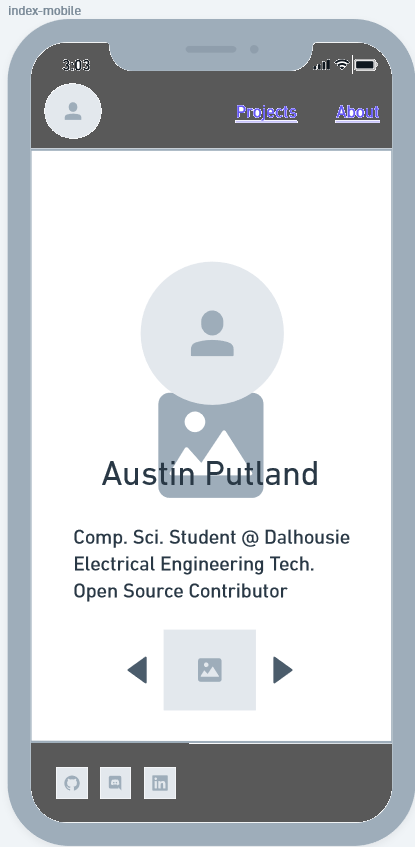 index-mobile
3:03
Projects About
Austin Putland
Comp. Sci. Student @ Dalhousie
Electrical Engineering Tech.
Open Source Contributor